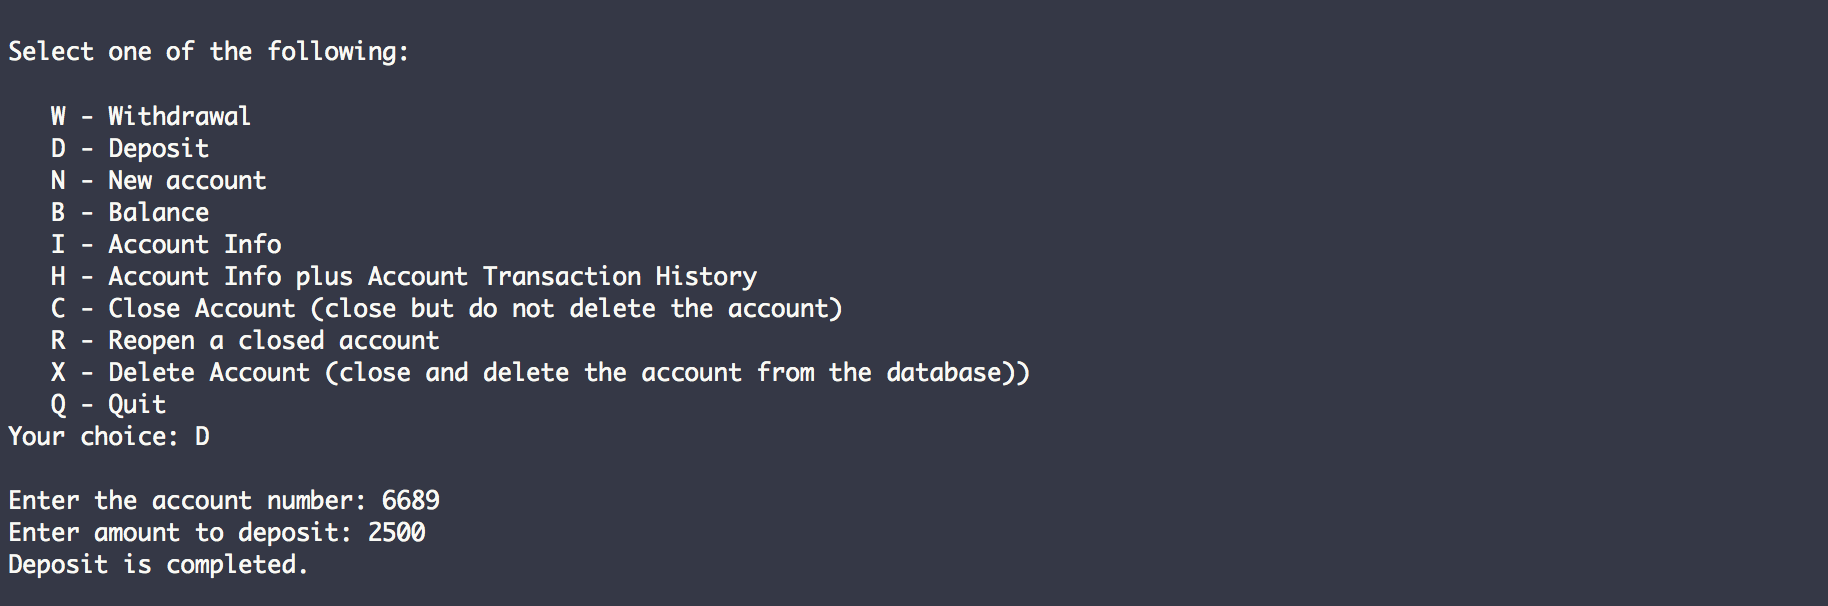 Select one of the following:
W - Withdrawal
D - Deposit
N - New account
B - Balance
I - Account Info
H - Account Info plus Account Transaction History
C - Close Account (close but do not delete the account)
R - Reopen a closed account
X - Delete Account (close and delete the account from the database))
Q - Quit
Your choice: D
Enter the account number: 6689
Enter amount to deposit: 2500
Deposit is completed.